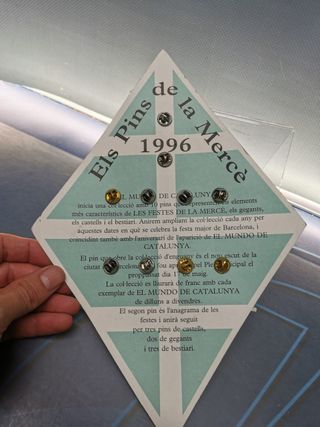 Els Pins de la Mercè
1996
EL MUNDO DE CATALUNYA
inicia una col·lecció amb 10 pins que representen els elements
més característics de LES FESTES DE LA MERCÈ, els gegants,
els castells i el bestiari. Anirem ampliant la col·lecció cada any per
aquestes dates en què se celebra la festa major de Barcelona, i
coincidint també amb l'aniversari de l'aparició de EL MUNDO DE
CATALUNYA.
El pin que obre la col·lecció d'enguany és el nou escut de la
ciutat de Barcelona que fou aprovat pel Ple municipal el
proppassat dia 17 de maig.
La col·lecció es lliurarà de franc amb cada
exemplar de EL MUNDO DE CATALUNYA
de dilluns a divendres.
El segon pin és l'anagrama de les
festes i anirà seguit
per tres pins de castells,
dos de gegants
i tres de bestiari.